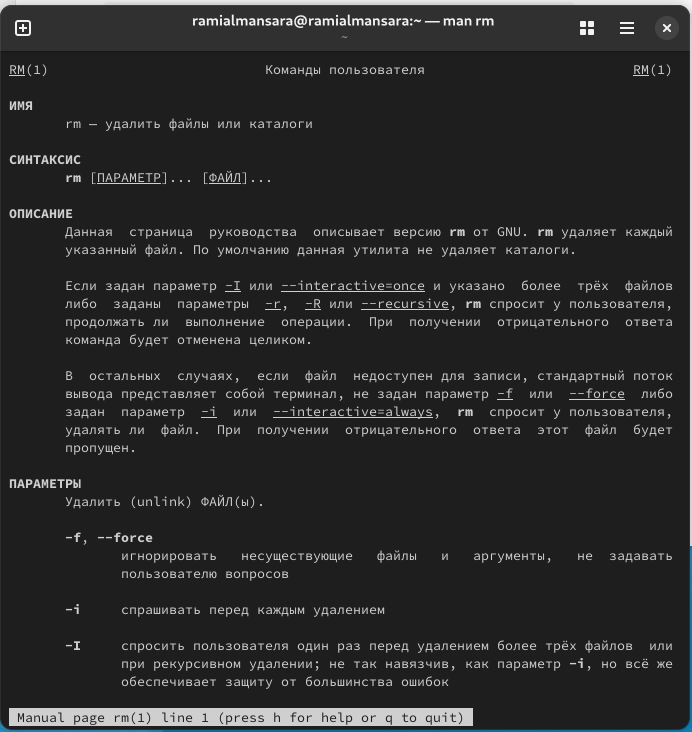 ramialmansara@ramialmansara:~ — man rm
~
RM(1) Команды пользователя RM(1)
ИМЯ
rm — удалить файлы или каталоги
СИНТАКСИС
rm [ПАРАМЕТР]... [ФАЙЛ]...
ОПИСАНИЕ
Данная страница руководства описывает версию rm от GNU. rm удаляет каждый
указанный файл. По умолчанию данная утилита не удаляет каталоги.
Если задан параметр -I или --interactive=once и указано более трёх файлов
либо заданы параметры -r, -R или --recursive, rm спросит у пользователя,
продолжать ли выполнение операции. При получении отрицательного ответа
команда будет отменена целиком.
В остальных случаях, если файл недоступен для записи, стандартный поток
вывода представляет собой терминал, не задан параметр -f или --force либо
задан параметр -i или --interactive=always, rm спросит у пользователя,
удалять ли файл. При получении отрицательного ответа этот файл будет
пропущен.
ПАРАМЕТРЫ
Удалить (unlink) ФАЙЛ(ы).
-f, --force
игнорировать несуществующие файлы и аргументы, не задавать
пользователю вопросов
-i спрашивать перед каждым удалением
-I спросить пользователя один раз перед удалением более трёх файлов или
при рекурсивном удалении; не так навязчив, как параметр -i, но всё же
обеспечивает защиту от большинства ошибок
Manual page rm(1) line 1 (press h for help or q to quit)